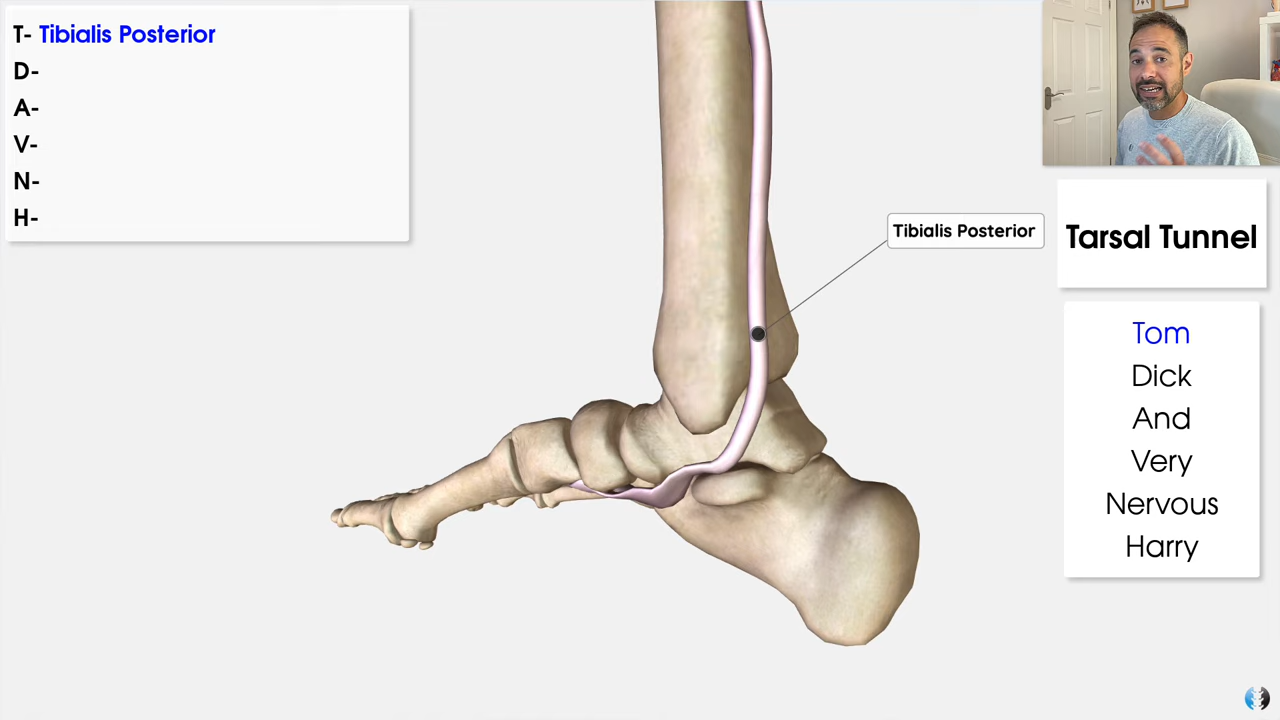 T- Tibialis Posterior
D-
A-
V-
N-
H-
Tibialis Posterior
Tarsal Tunnel
Tom
Dick
And
Very
Nervous
Harry